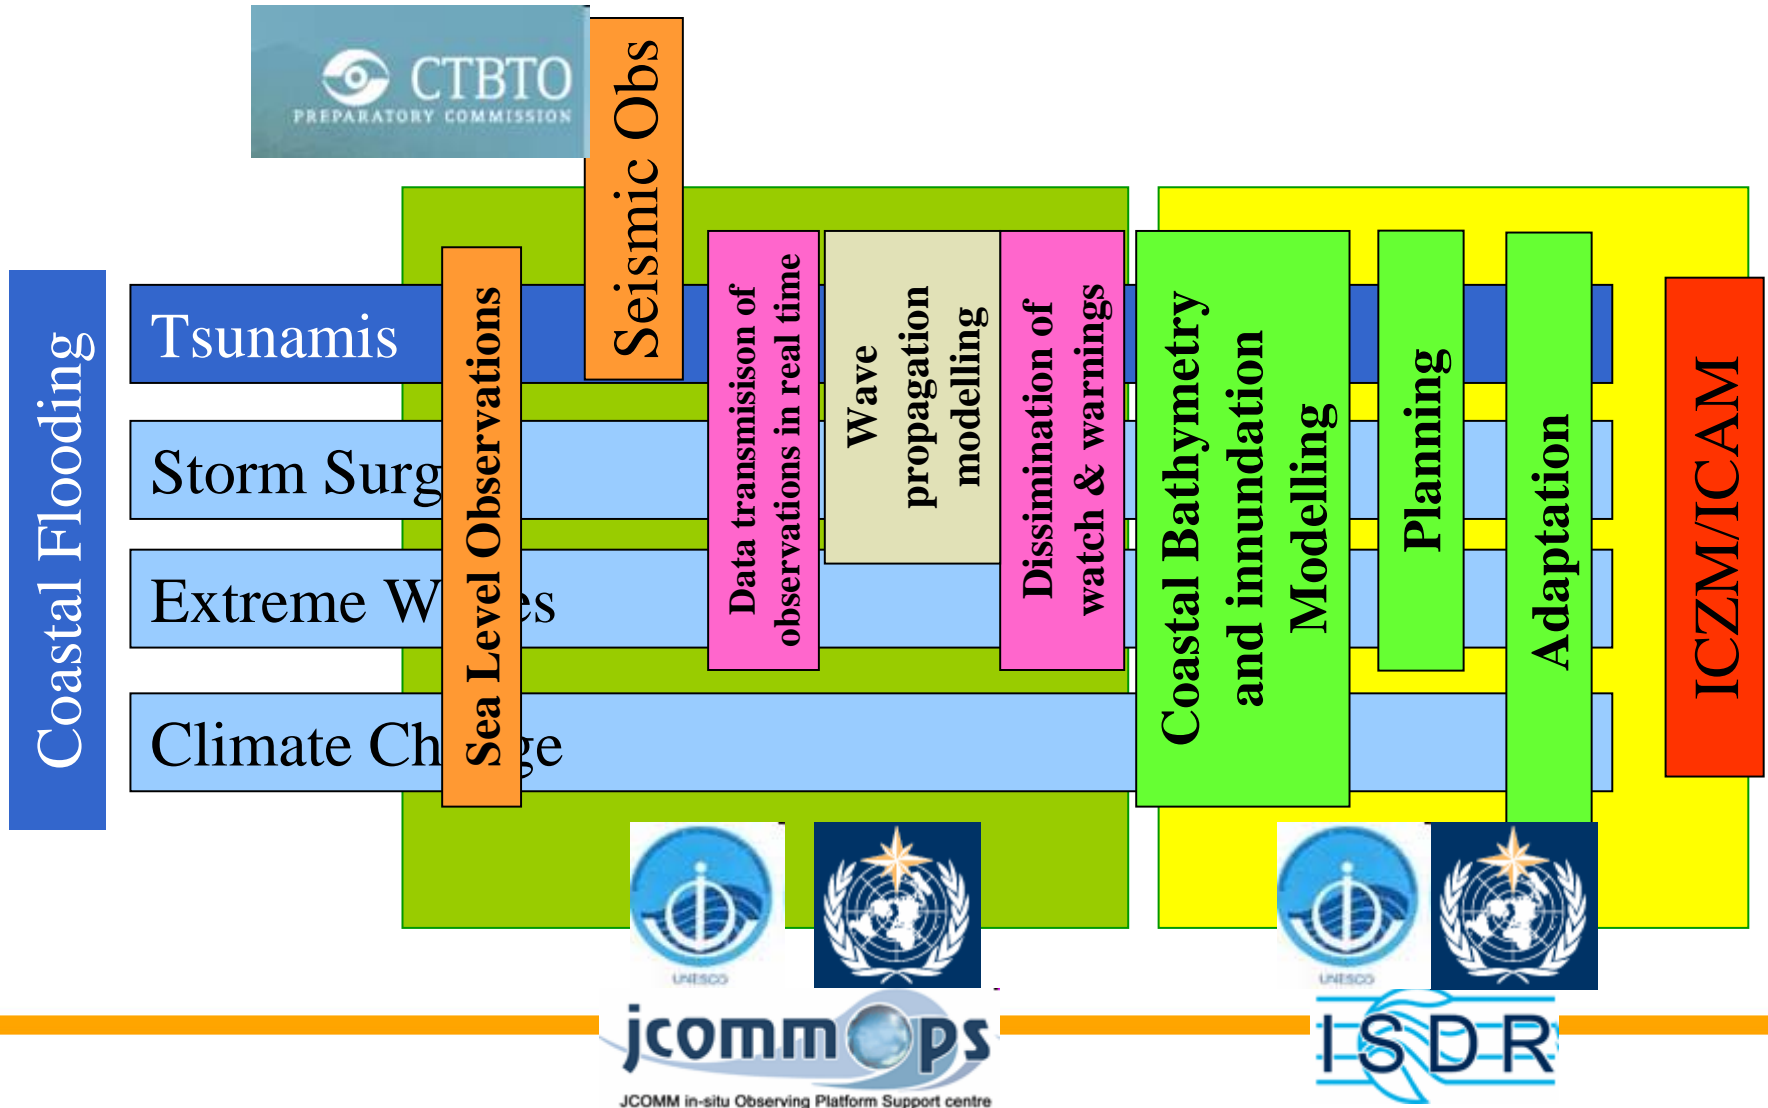 CTBTO
PREPARATORY COMMISSION
Seismic Obs
Coastal Flooding
Tsunamis
Storm Surg
Extreme W es
Climate Ch ge
Sea Level Observations
Data transmisison of
observations in real time
Wave
propagation
modelling
Dissimination of
watch & warnings
Coastal Bathymetry
and innundation
Modelling
Planning
Adaptation
ICZM/ICAM
UNESCO
UNESCO
jcommops
JCOMM in-situ Observing Platform Support centre
ISDR